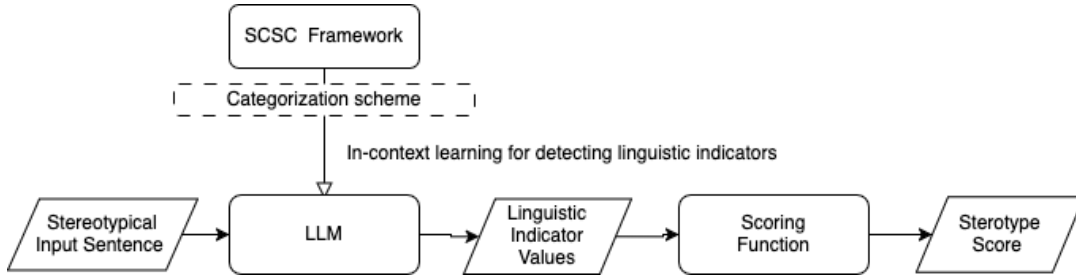 SCSC Framework
Categorization scheme
In-context learning for detecting linguistic indicators
Stereotypical
Input Sentence
LLM
Linguistic
Indicator
Values
Scoring
Function
Sterotype
Score